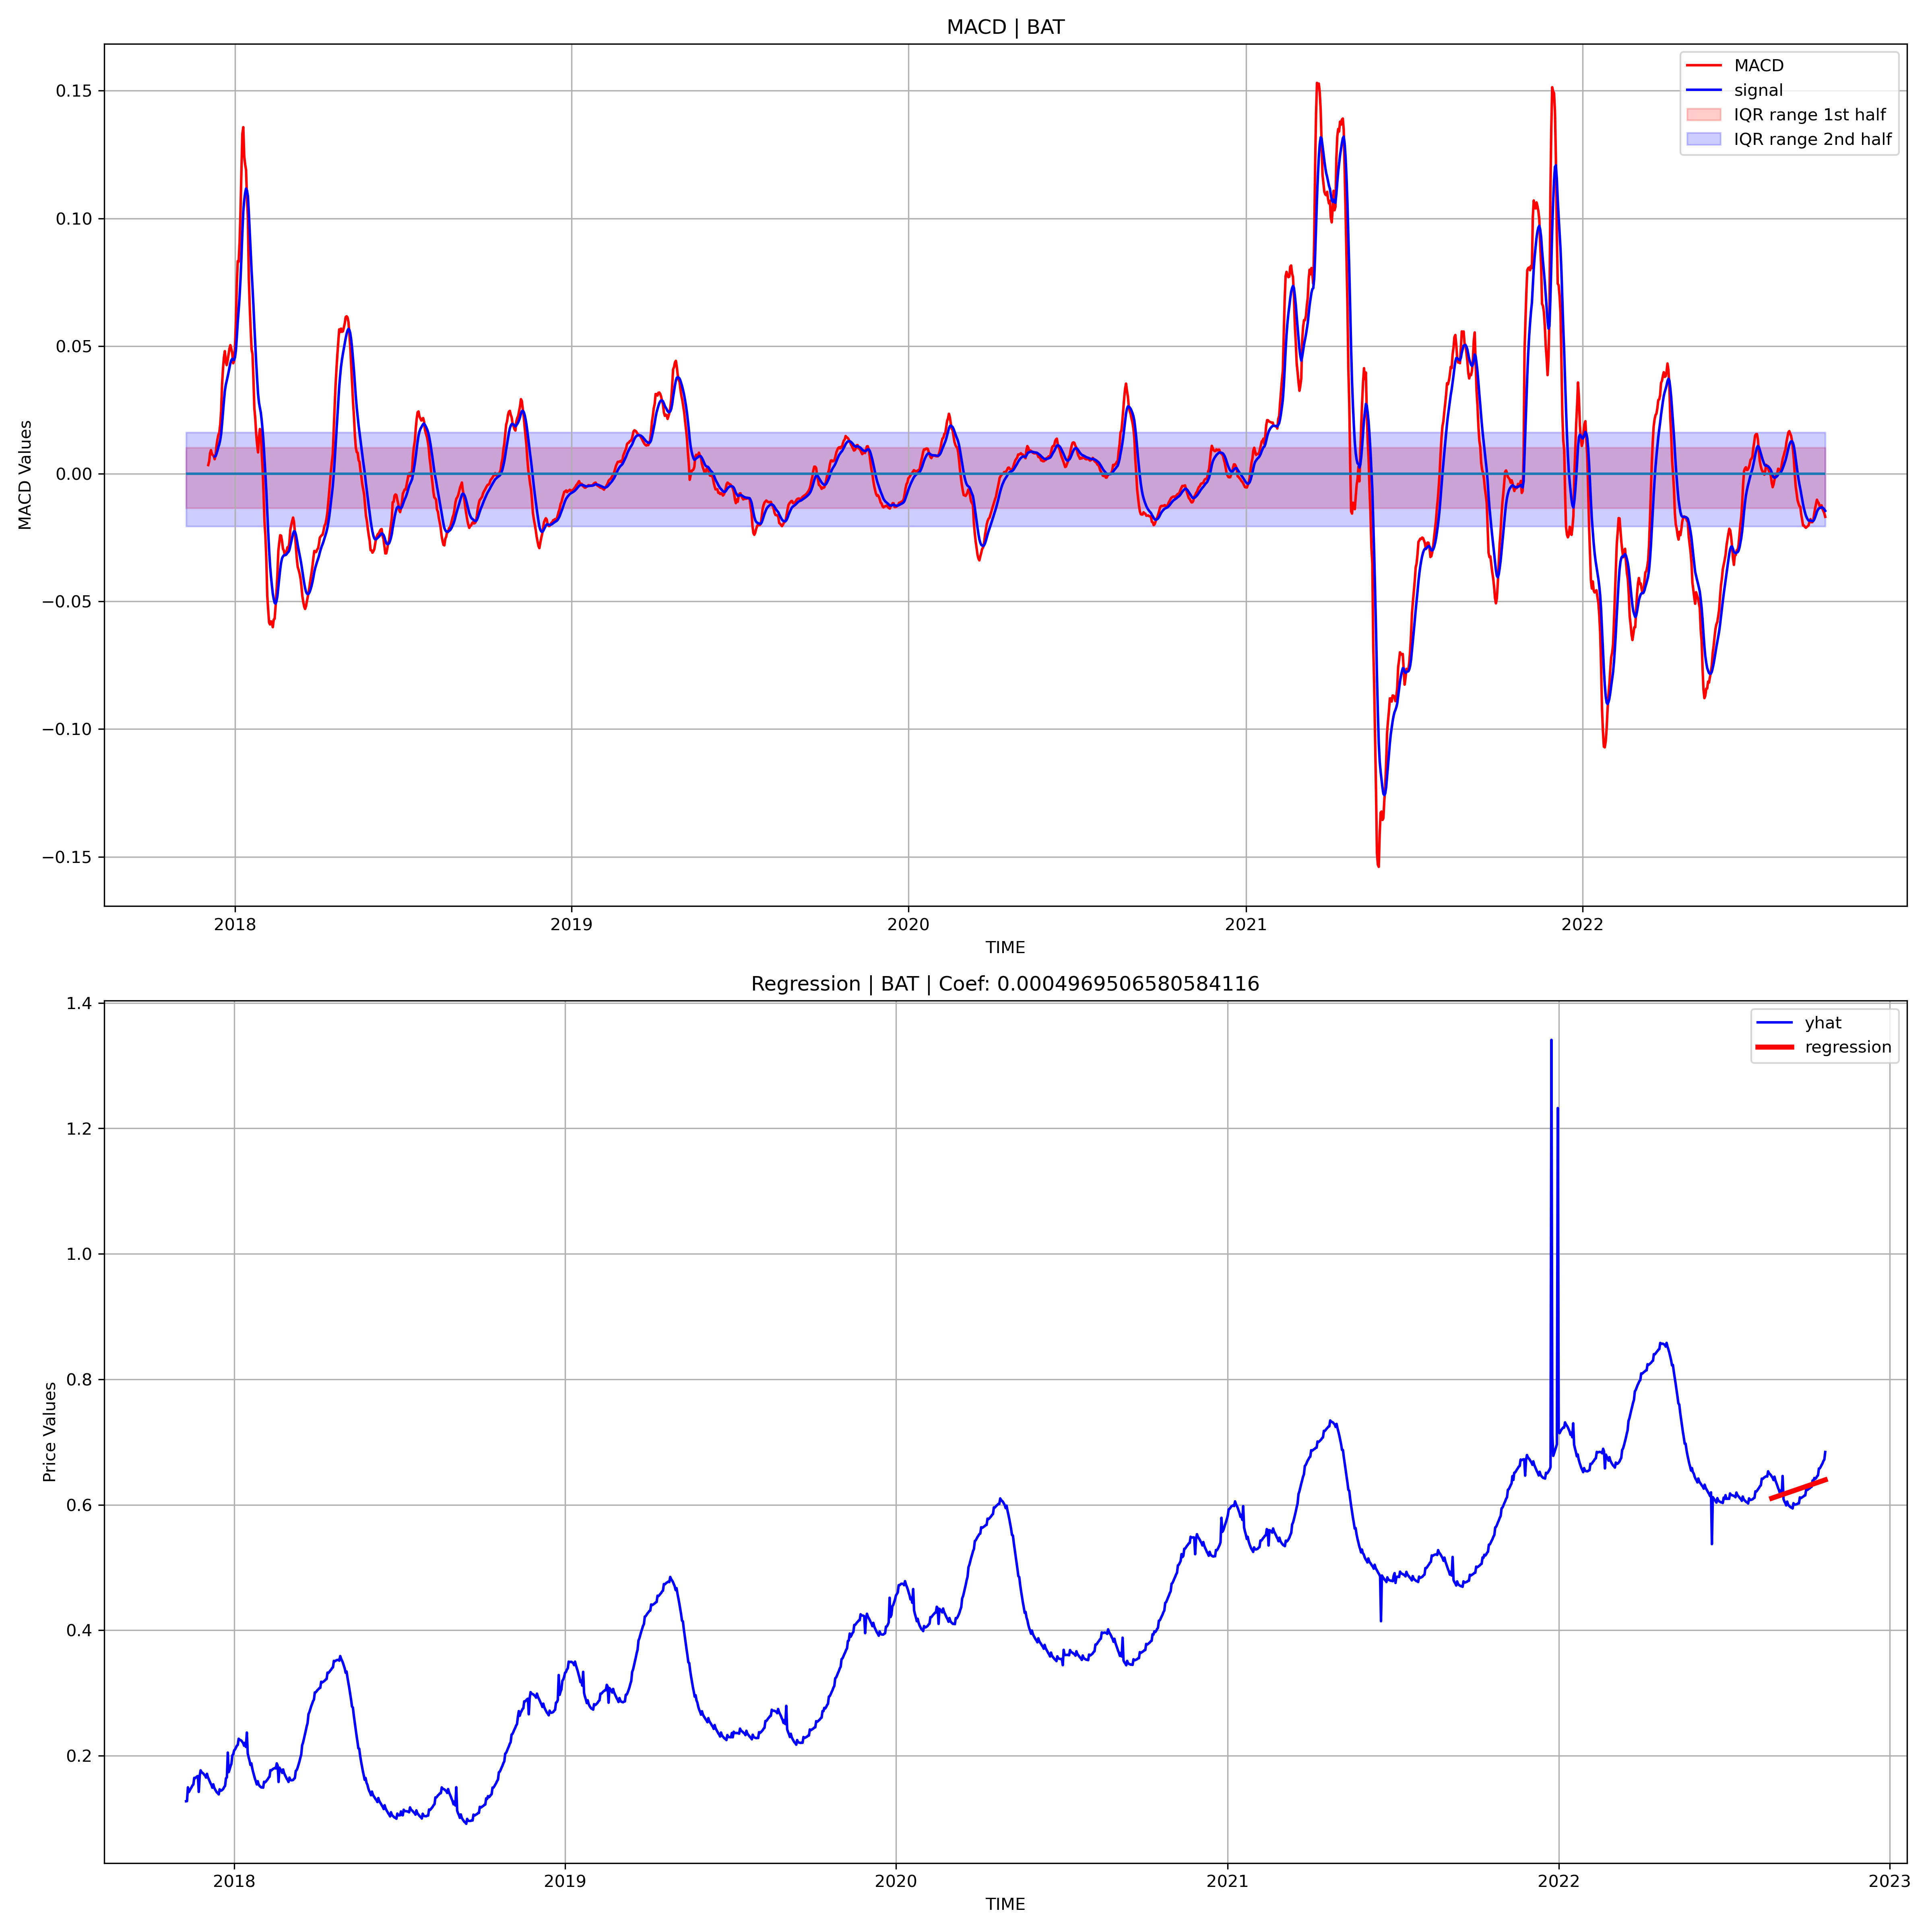 MACD | BAT
MACD
signal
IQR range 1st half
IQR range 2nd half
MACD Values
0.15
0.10
0.05
0.00
−0.05
−0.10
−0.15
2018 2019 2020 2021 2022
TIME
Regression | BAT | Coef: 0.0004969506580584116
yhat
regression
Price Values
1.4
1.2
1.0
0.8
0.6
0.4
0.2
2018 2019 2020 2021 2022 2023
TIME